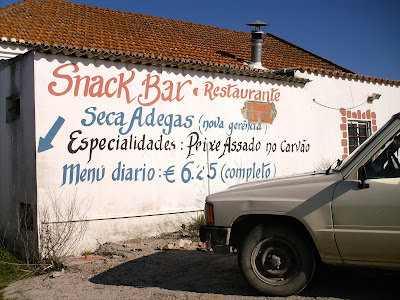 Snack Bar e Restaurante
Seca Adegas (nova gerência)
Especialidades: Peixe Assado no Carvão
Menú diario: € 6.25 (completo)